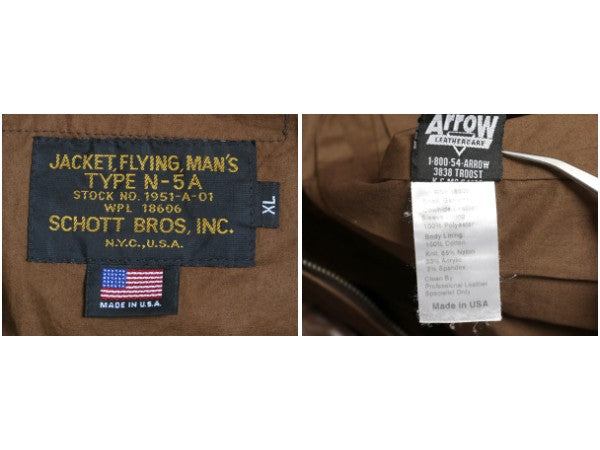 JACKET, FLYING, MAN'S
TYPE N-5A
STOCK NO. 1951-A-01
WPL 18606
SCHOTT BROS, INC.
N.Y.C., U.S.A.
XL
MADE IN U.S.A.
ARROW
LEATHERCARE
1-800-54-ARROW
3838 TROOST
100% Polyester
Body Lining:
100% Cotton
Knit: 65% Nylon
33% Acrylic
2% Spandex
Clean By
Professional Leather
Specialist Only
Made in USA